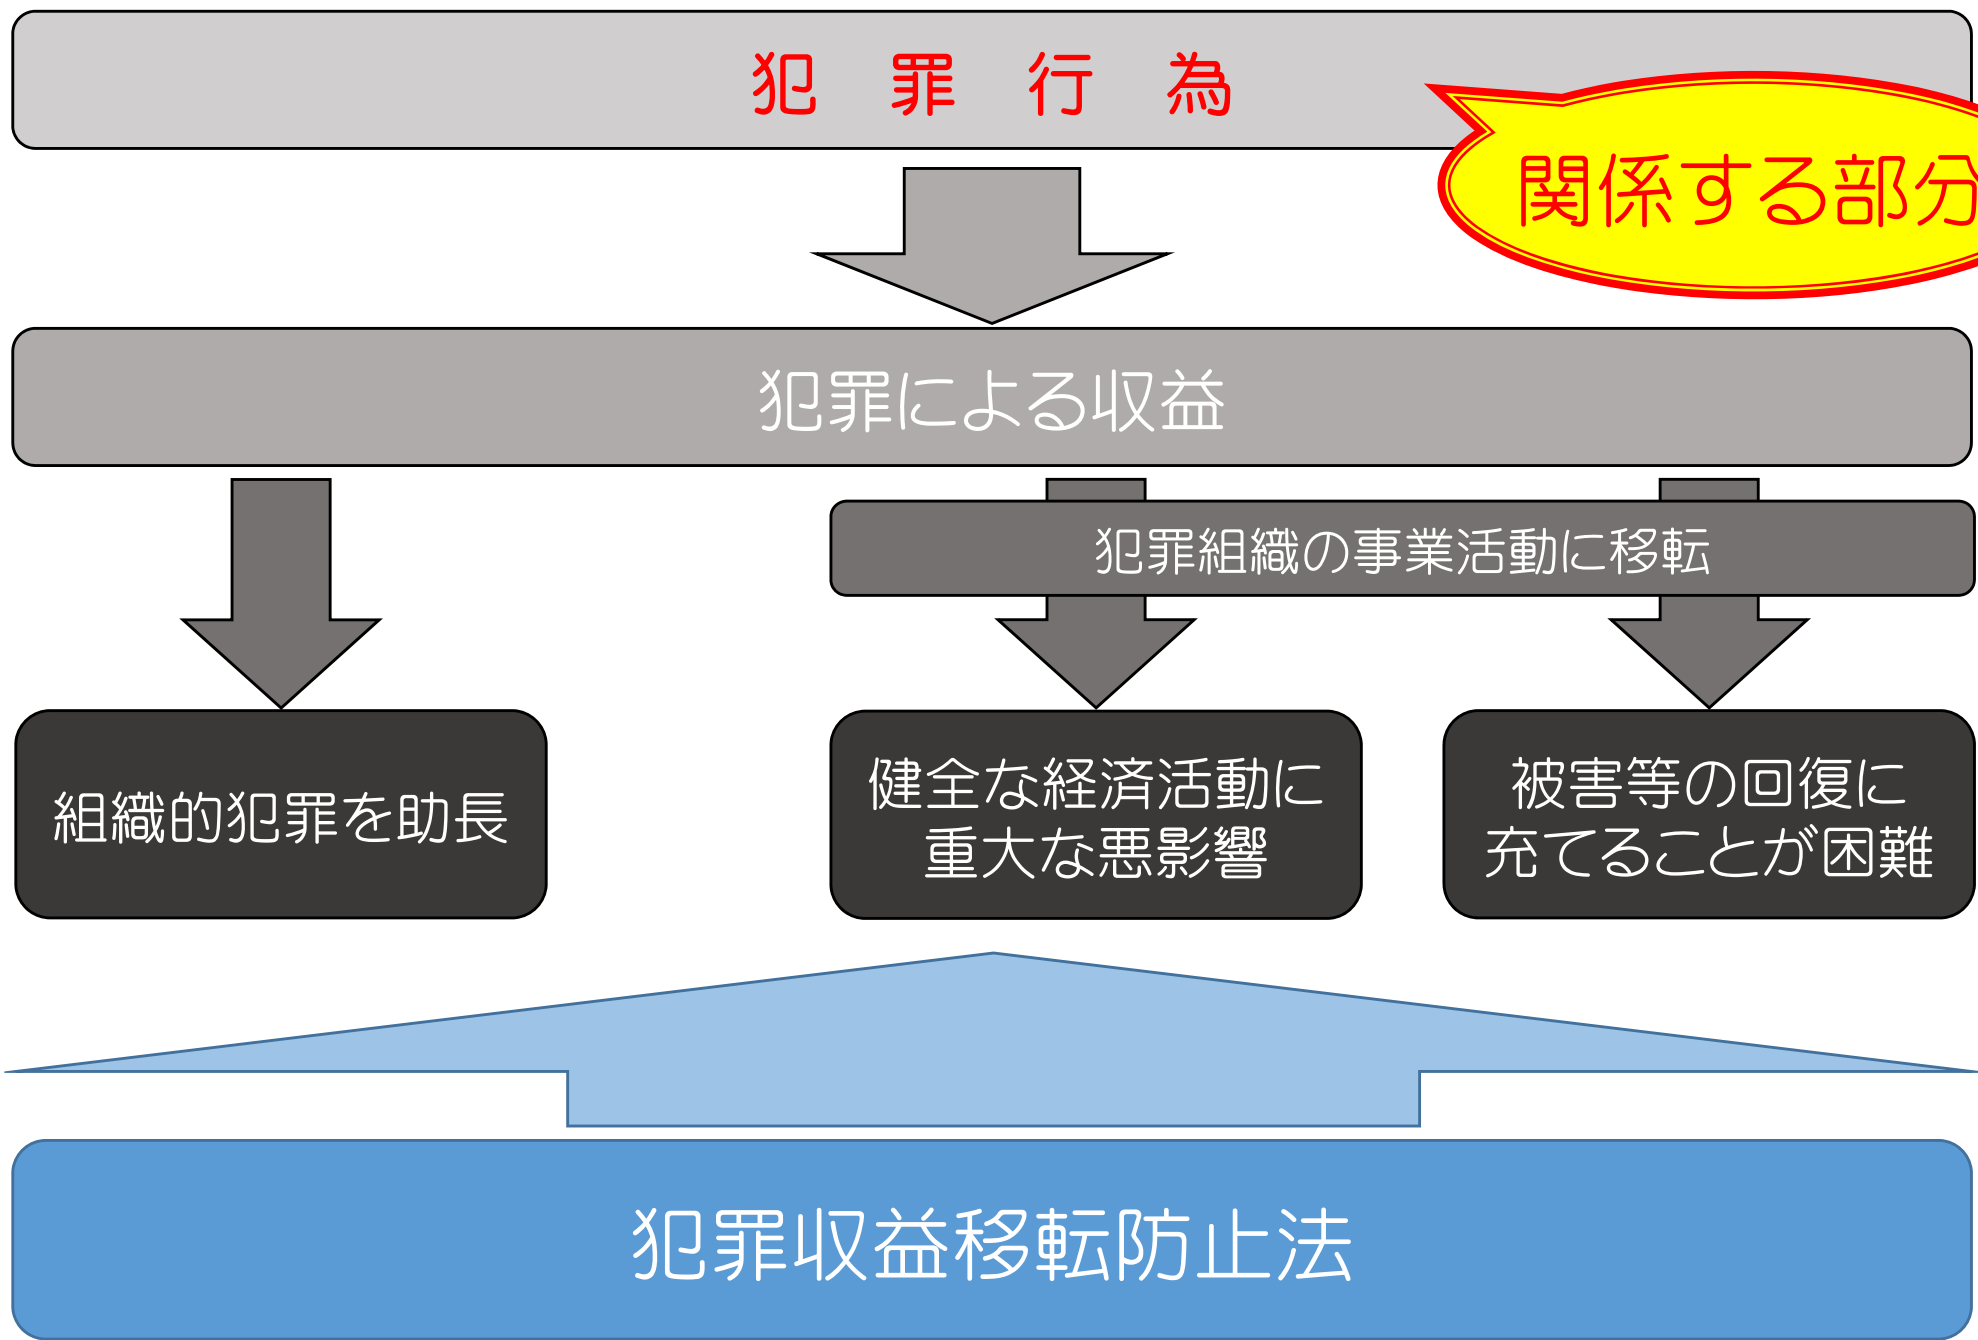 犯 罪 行 為
関係する部分
犯罪による収益
犯罪組織の事業活動に移転
組織的犯罪を助長
健全な経済活動に
重大な悪影響
被害等の回復に
充てることが困難
犯罪収益移転防止法